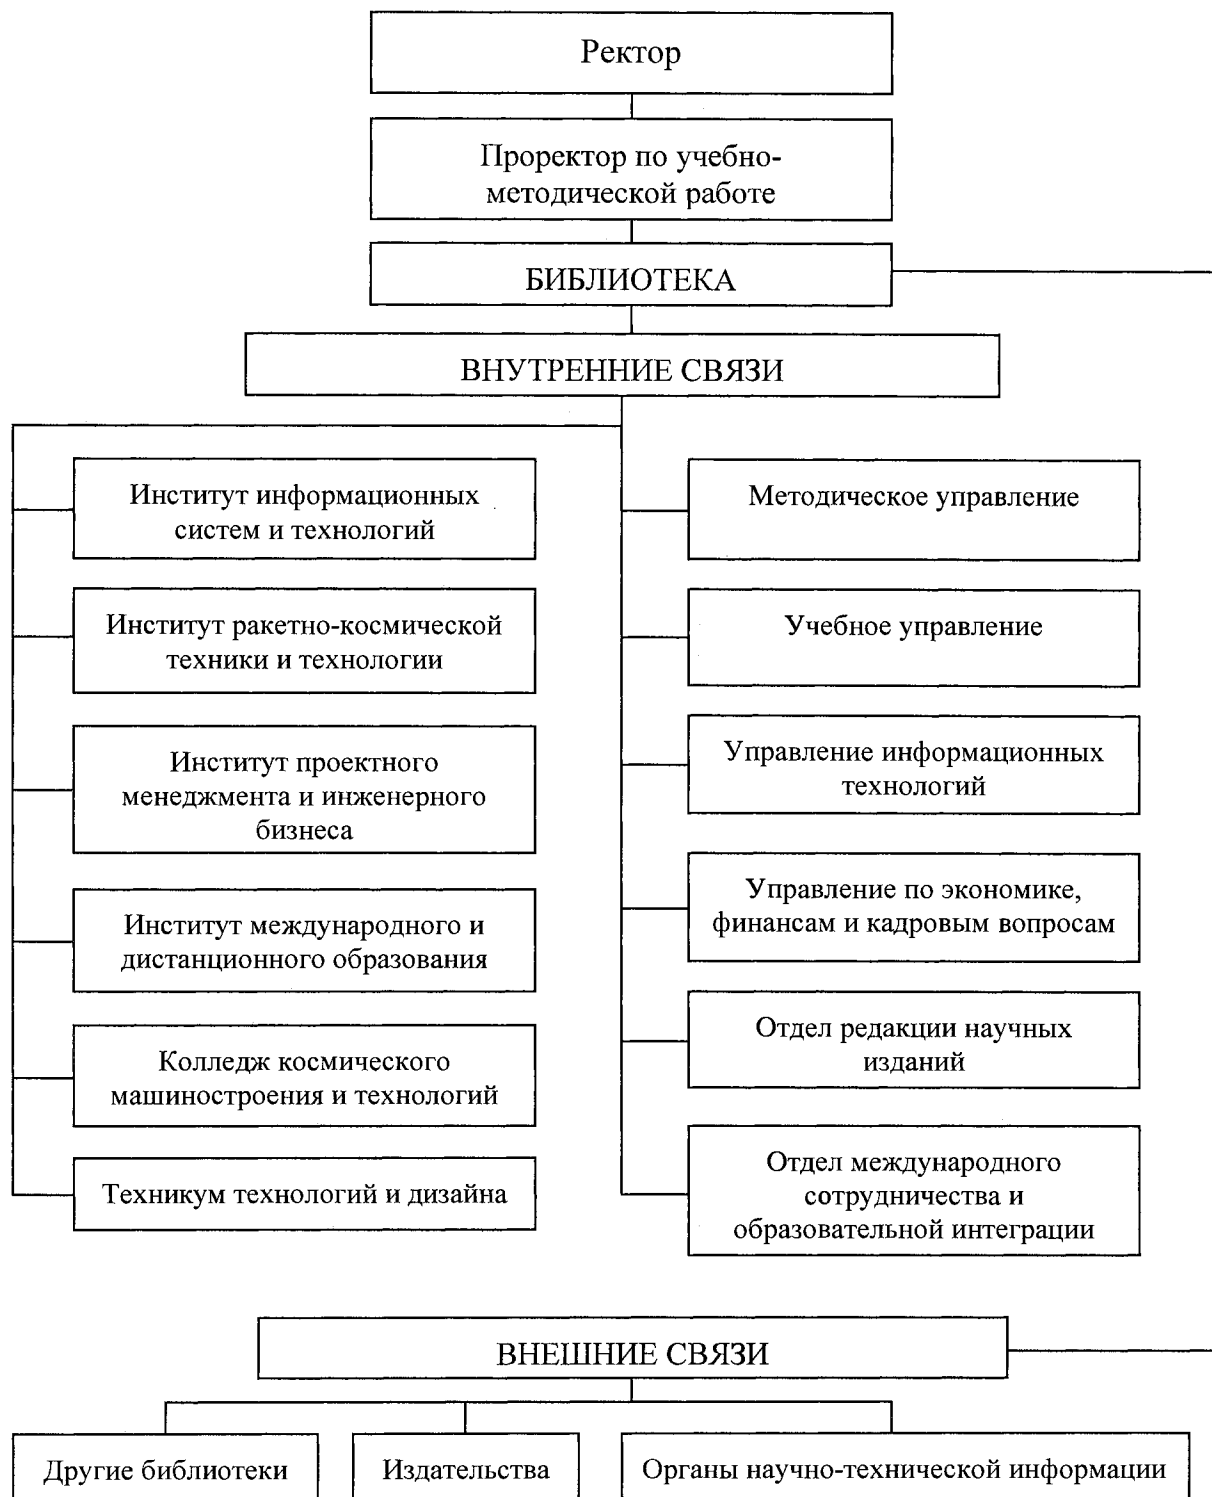 Ректор
Проректор по учебно-
методической работе
БИБЛИОТЕКА
ВНУТРЕННИЕ СВЯЗИ
Институт информационных
систем и технологий
Институт ракетно-космической
техники и технологии
Институт проектного
менеджмента и инженерного
бизнеса
Институт международного и
дистанционного образования
Колледж космического
машиностроения и технологий
Техникум технологий и дизайна
Методическое управление
Учебное управление
Управление информационных
технологий
Управление по экономике,
финансам и кадровым вопросам
Отдел редакции научных
изданий
Отдел международного
сотрудничества и
образовательной интеграции
ВНЕШНИЕ СВЯЗИ
Другие библиотеки
Издательства
Органы научно-технической информации